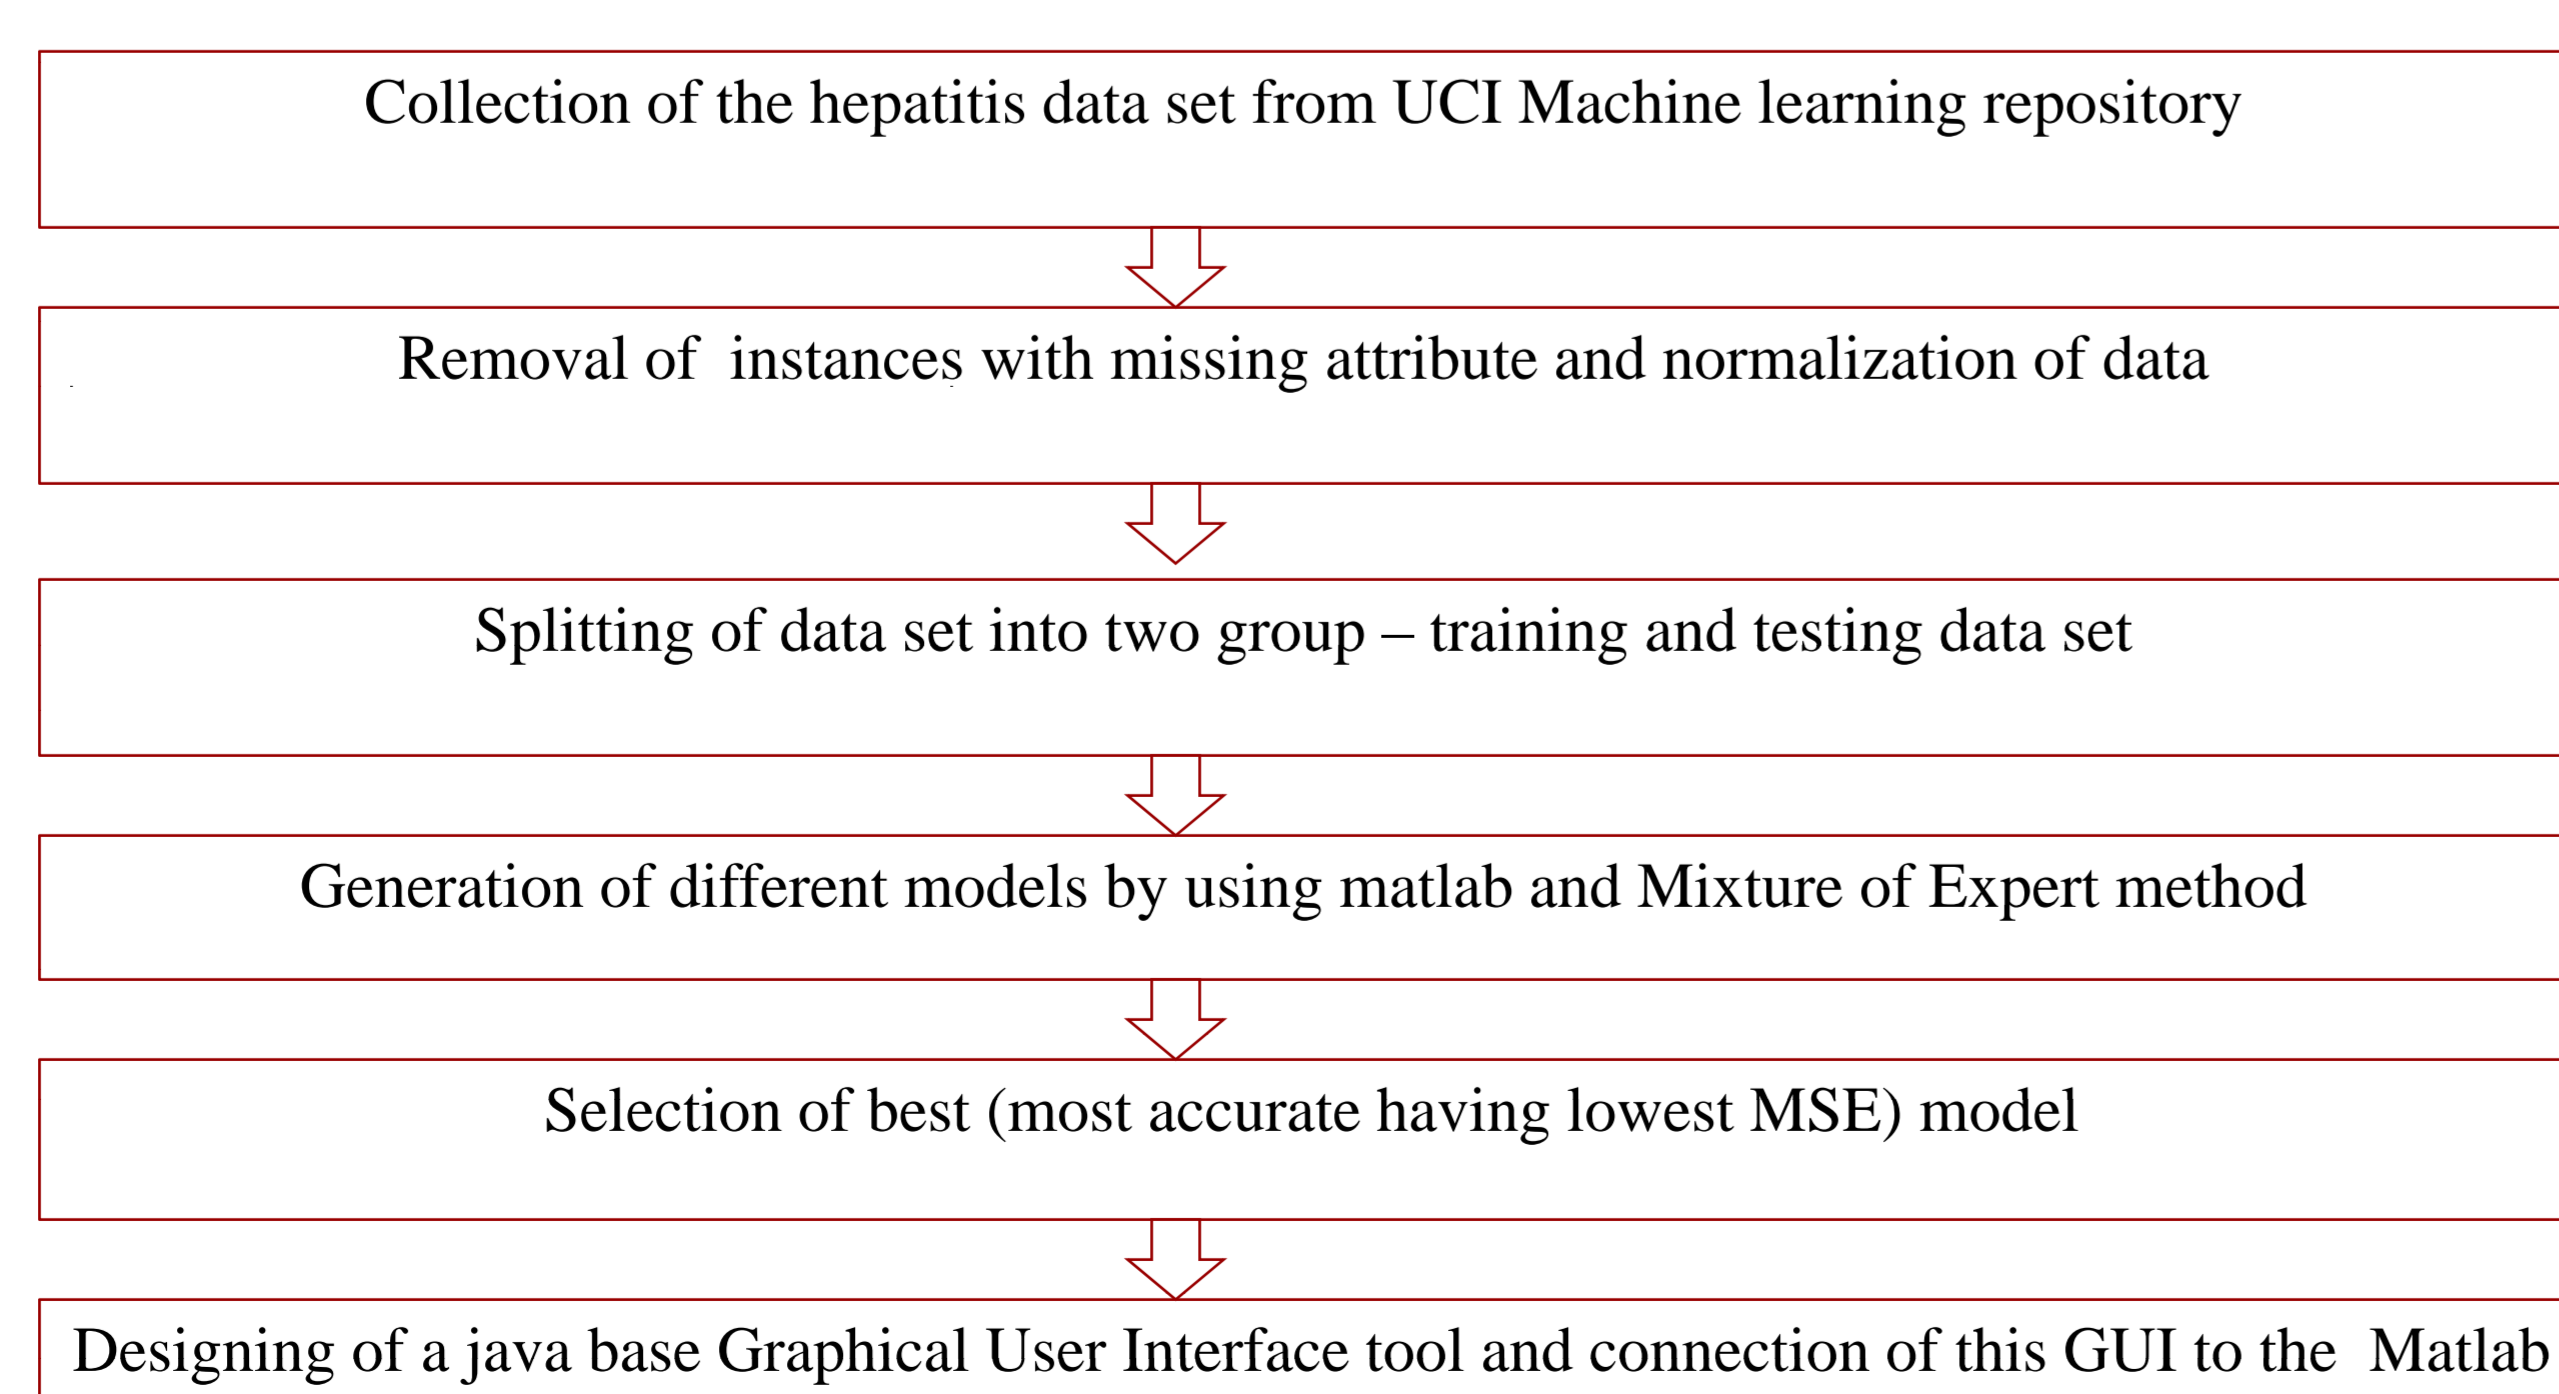 Collection of the hepatitis data set from UCI Machine learning repository
Removal of  instances with missing attribute and normalization of data
Splitting of data set into two group – training and testing data set
Generation of different models by using matlab and Mixture of Expert method
Selection of best (most accurate having lowest MSE) model
Designing of a java base Graphical User Interface tool and connection of this GUI to the  Matlab